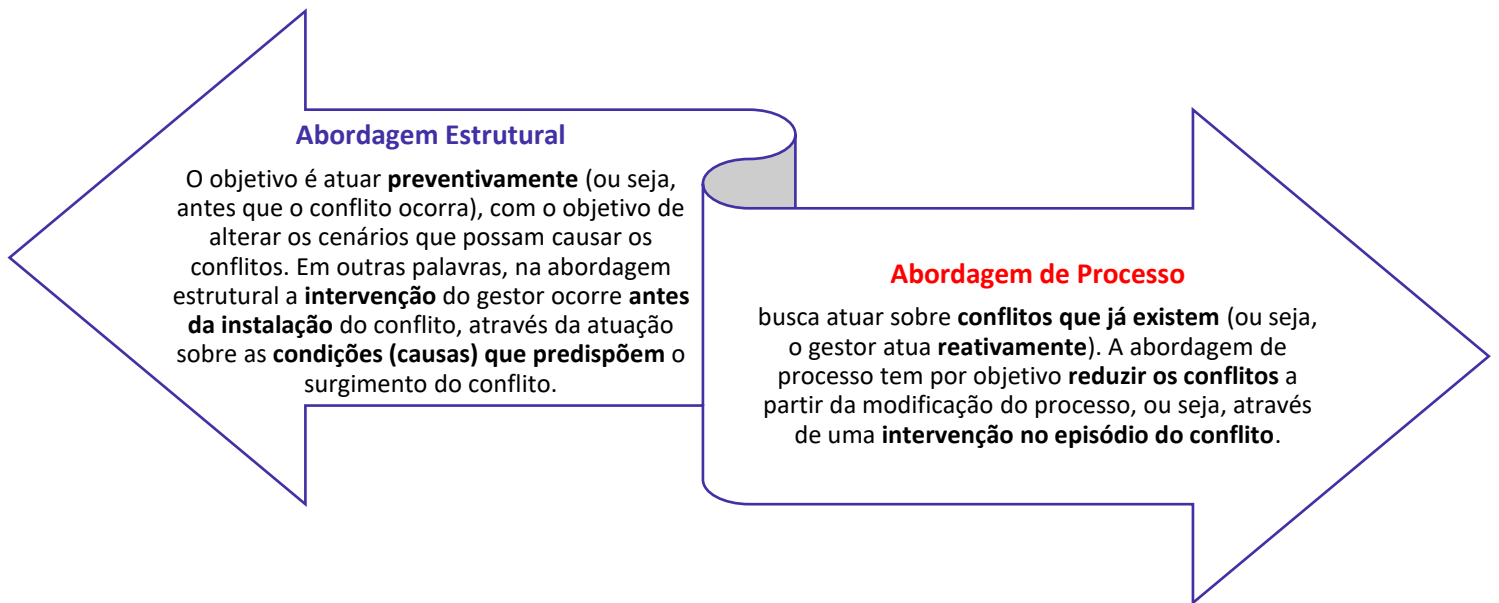 Abordagem Estrutural
O objetivo é atuar preventivamente (ou seja,
antes que o conflito ocorra), com o objetivo de
alterar os cenários que possam causar os
conflitos. Em outras palavras, na abordagem
estrutural a intervenção do gestor ocorre antes
da instalação do conflito, através da atuação
sobre as condições (causas) que predispõem o
surgimento do conflito.
Abordagem de Processo
busca atuar sobre conflitos que já existem (ou seja,
o gestor atua reativamente). A abordagem de
processo tem por objetivo reduzir os conflitos a
partir da modificação do processo, ou seja, através
de uma intervenção no episódio do conflito.